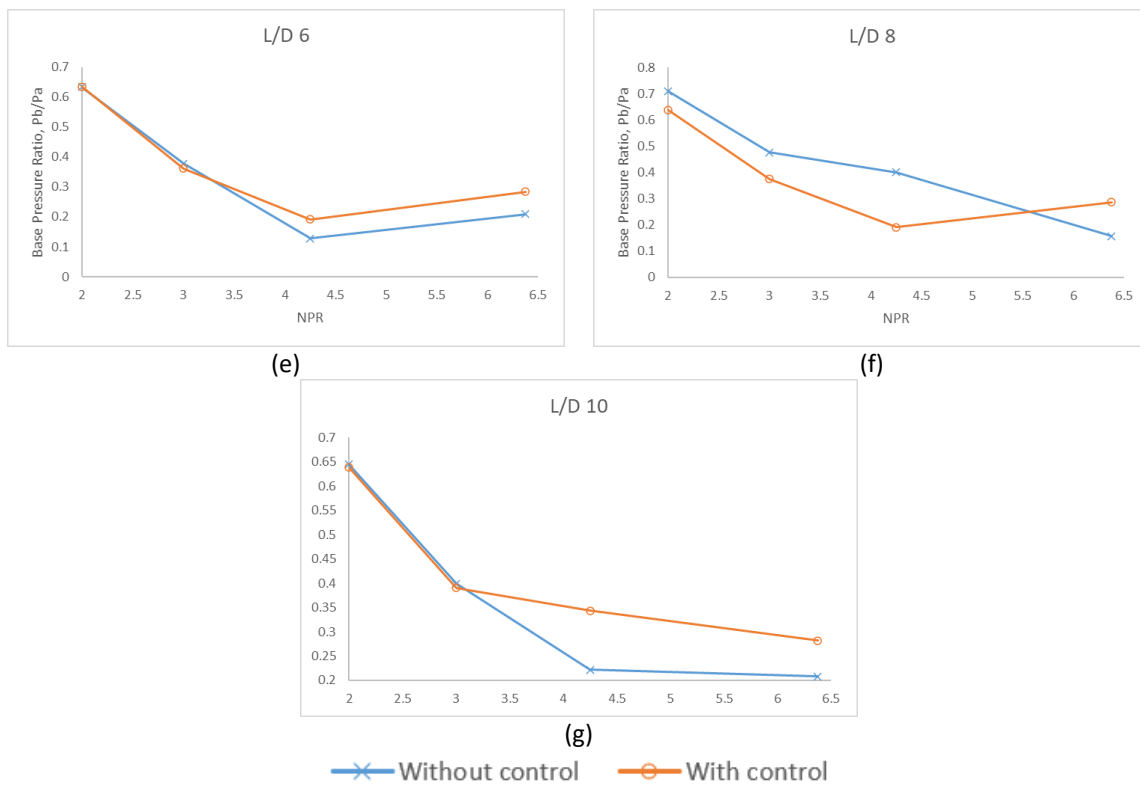 L/D 6
Base Pressure Ratio, Pb/Pa
0.7
0.6
0.5
0.4
0.3
0.2
0.1
0
2 2.5 3 3.5 4 4.5 5 5.5 6 6.5
NPR
(e)
L/D 8
Base Pressure Ratio, Pb/Pa
0.8
0.7
0.6
0.5
0.4
0.3
0.2
0.1
0
2 2.5 3 3.5 4 4.5 5 5.5 6 6.5
NPR
(f)
L/D 10
0.7
0.65
0.6
0.55
0.5
0.45
0.4
0.35
0.3
0.25
0.2
2 2.5 3 3.5 4 4.5 5 5.5 6 6.5
(g)
Without control With control